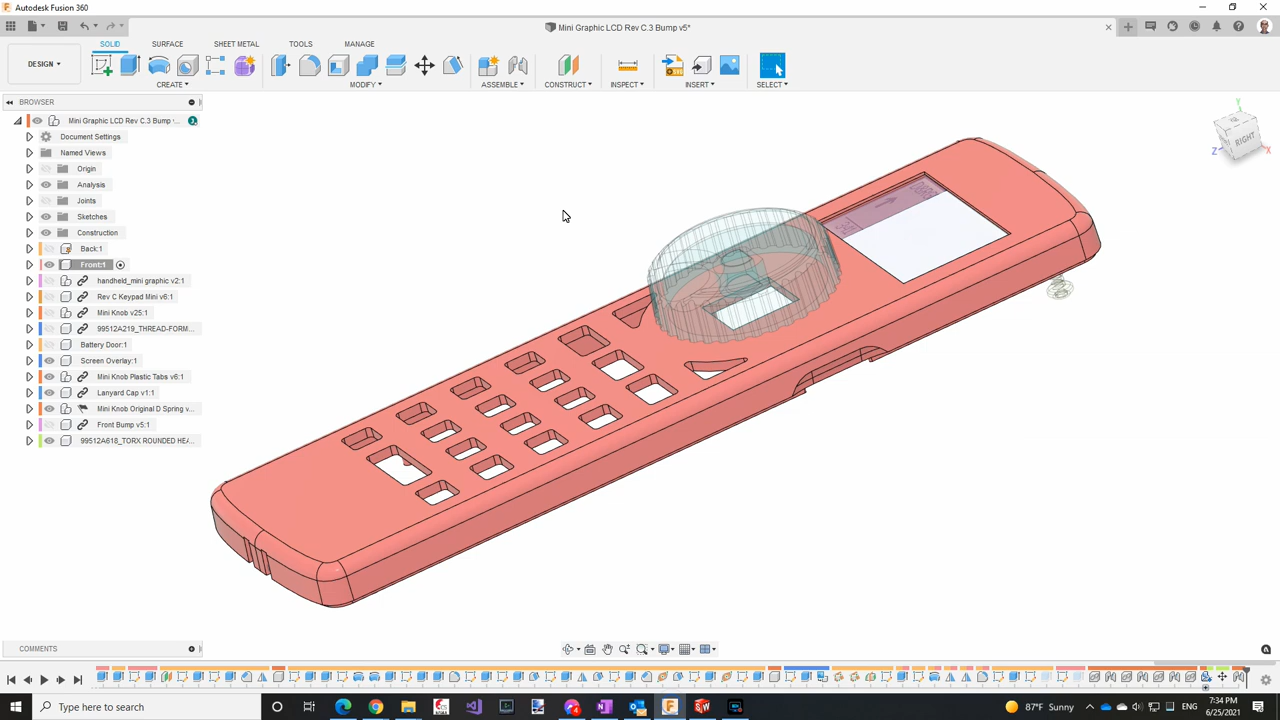 Autodesk Fusion 360
Mini Graphic LCD Rev C.3 Bump v5*
SOLID SURFACE SHEET METAL TOOLS MANAGE
DESIGN
CREATE MODIFY ASSEMBLE CONSTRUCT INSPECT INSERT SELECT
BROWSER
Mini Graphic LCD Rev C.3 Bump v...
Document Settings
Named Views
Origin
Analysis
Joints
Sketches
Construction
Back:1
Front:1
handheld_mini graphic v2:1
Rev C Keypad Mini v6:1
Mini Knob v25:1
99512A219_THREAD-FORM...
Battery Door:1
Screen Overlay:1
Mini Knob Plastic Tabs v6:1
Lanyard Cap v1:1
Mini Knob Original D Spring v...
Front Bump v5:1
99512A618_TORX ROUNDED HEA...
Y
Z
X
RIGHT
COMMENTS
Type here to search
87°F Sunny
7:34 PM
6/25/2021